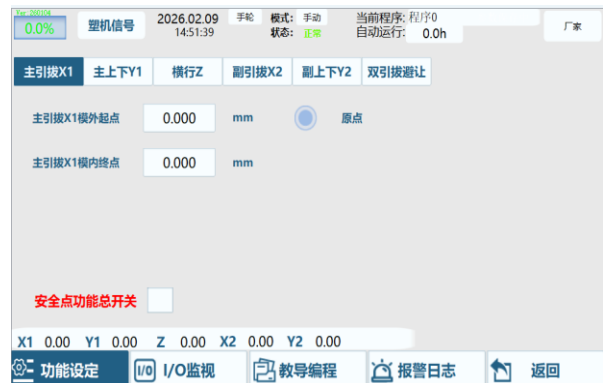 Ver 260104
0.0% 塑机信号 2026.02.09 手轮 模式: 手动 当前程序: 程序0 厂家
14:51:39 状态: 正常 自动运行: 0.0h
主引拔X1 主上下Y1 横行Z 副引拔X2 副上下Y2 双引拔避让
主引拔X1模外起点 0.000 mm 原点
主引拔X1模内终点 0.000 mm
安全点功能总开关
X1 0.00 Y1 0.00 Z 0.00 X2 0.00 Y2 0.00
功能设定 I/O I/O监视 教导编程 报警日志 返回